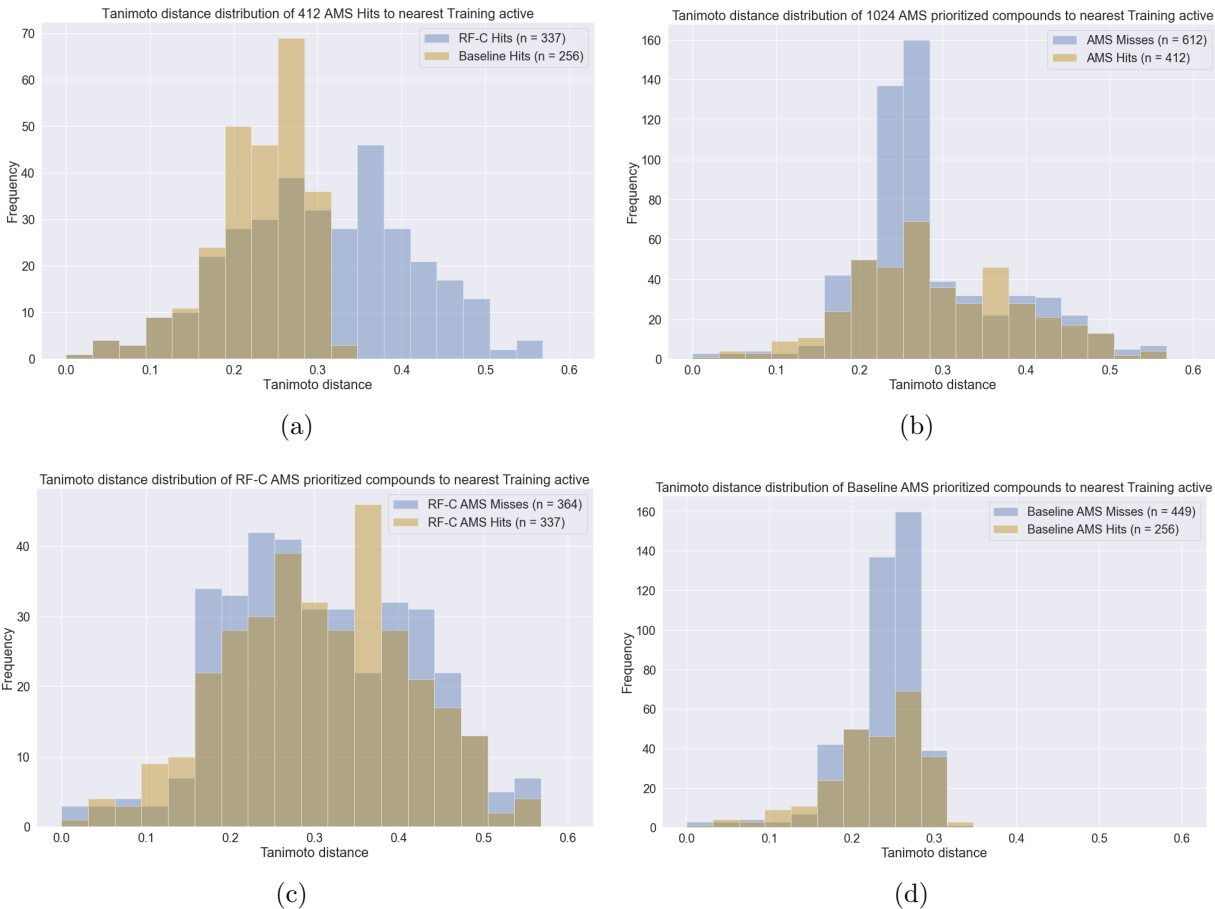 Tanimoto distance distribution of 412 AMS Hits to nearest Training active
RF-C Hits (n = 337)
Baseline Hits (n = 256)
Frequency
70
60
50
40
30
20
10
0
0.0 0.1 0.2 0.3 0.4 0.5 0.6
Tanimoto distance
(a)
Tanimoto distance distribution of 1024 AMS prioritized compounds to nearest Training active
AMS Misses (n = 612)
AMS Hits (n = 412)
Frequency
160
140
120
100
80
60
40
20
0
0.0 0.1 0.2 0.3 0.4 0.5 0.6
Tanimoto distance
(b)
Tanimoto distance distribution of RF-C AMS prioritized compounds to nearest Training active
RF-C AMS Misses (n = 364)
RF-C AMS Hits (n = 337)
Frequency
40
30
20
10
0
0.0 0.1 0.2 0.3 0.4 0.5 0.6
Tanimoto distance
(c)
Tanimoto distance distribution of Baseline AMS prioritized compounds to nearest Training active
Baseline AMS Misses (n = 449)
Baseline AMS Hits (n = 256)
Frequency
160
140
120
100
80
60
40
20
0
0.0 0.1 0.2 0.3 0.4 0.5 0.6
Tanimoto distance
(d)